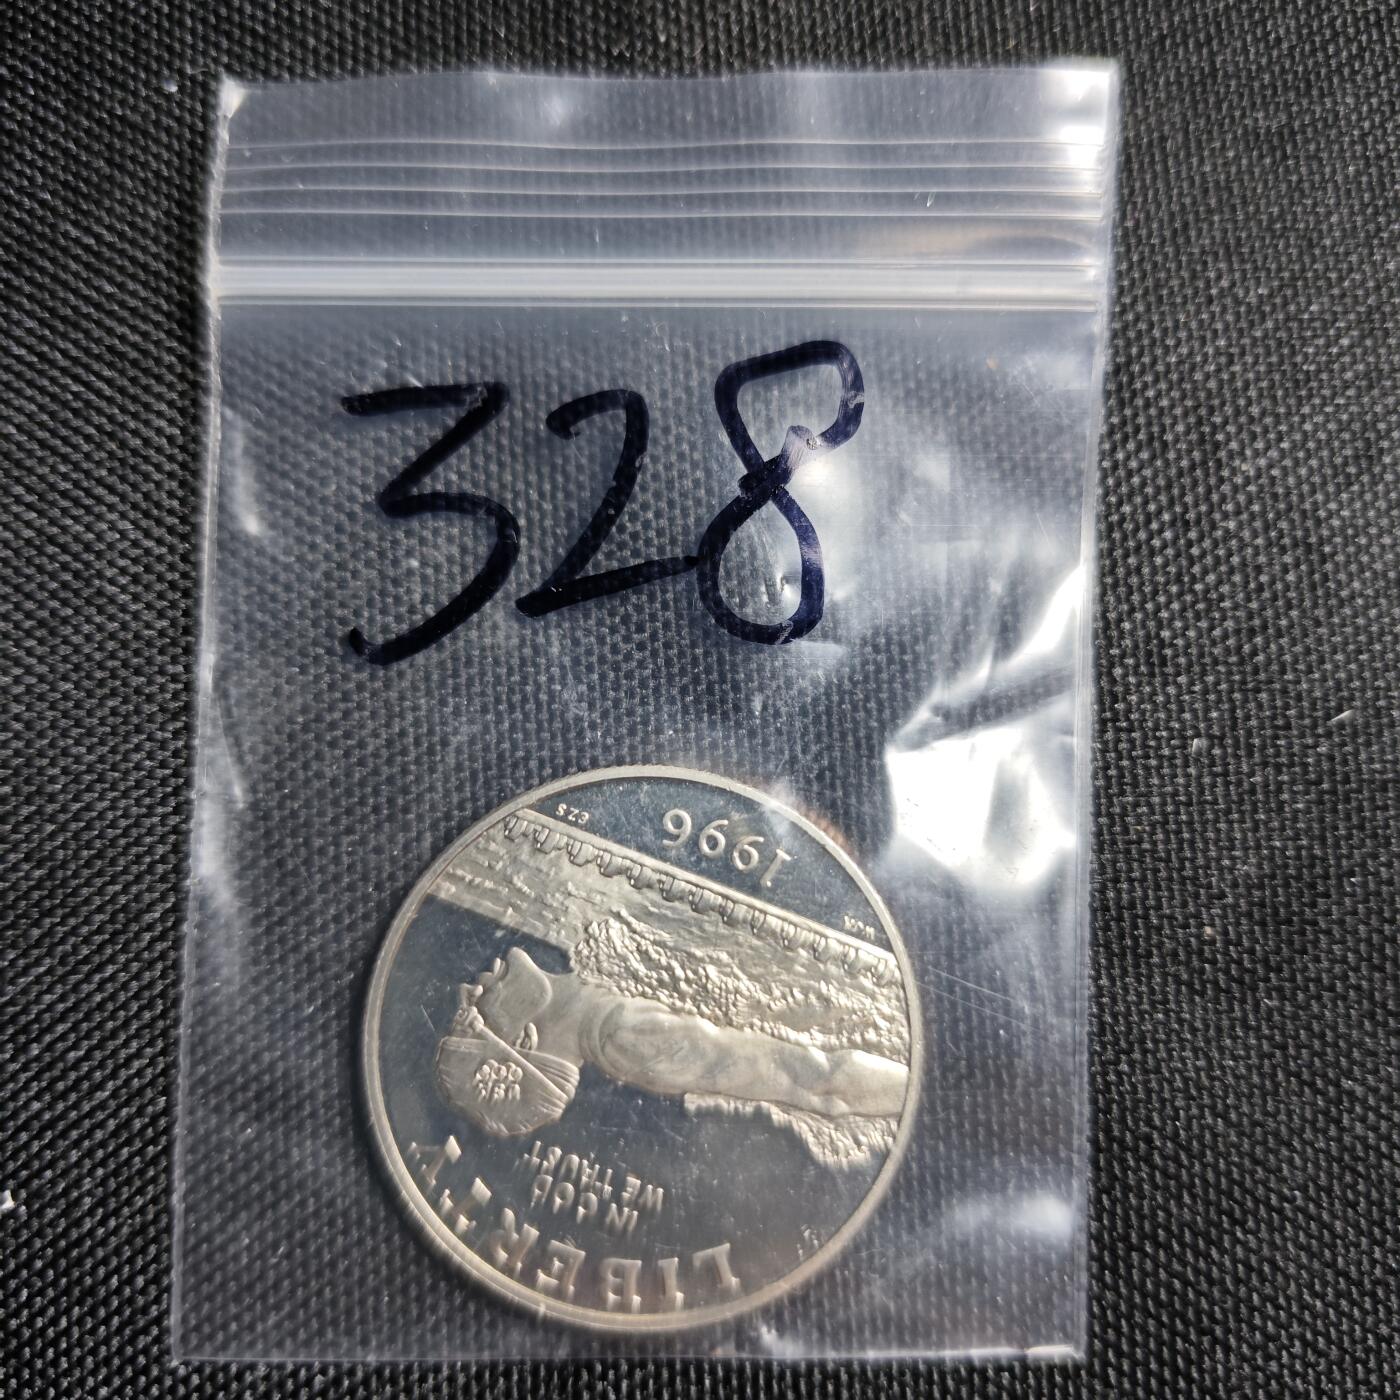 328
LIBERTY
IN GOD
WE TRUST
1996